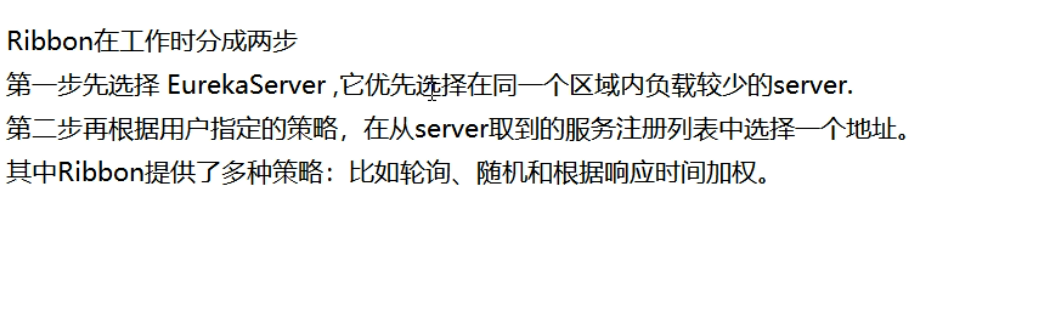 Ribbon在工作时分成两步
第一步先选择 EurekaServer ,它优先选择在同一个区域内负载较少的server.
第二步再根据用户指定的策略，在从server取到的服务注册列表中选择一个地址。
其中Ribbon提供了多种策略：比如轮询、随机和根据响应时间加权。